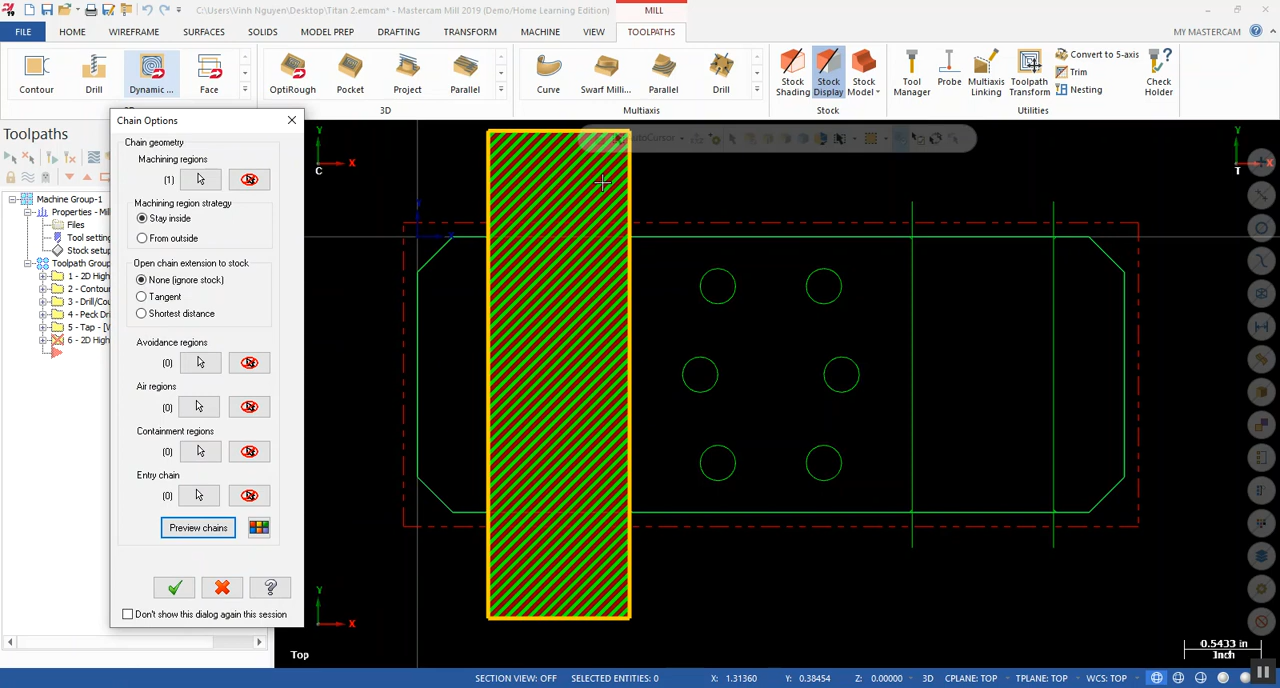 19
C:\Users\Vinh Nguyen\Desktop\Titan 2.emcam* - Mastercam Mill 2019 (Demo/Home Learning Edition)
MILL
FILE HOME WIREFRAME SURFACES SOLIDS MODEL PREP DRAFTING TRANSFORM MACHINE VIEW TOOLPATHS MY MASTERCAM
Contour Drill Dynamic ... Face OptiRough Pocket Project Parallel Curve Swarf Milli... Parallel Drill Stock Shading Stock Display Stock Model Tool Manager Probe Multiaxis Linking Toolpath Transform Convert to 5-axis Trim Nesting Check Holder
3D Multiaxis Stock Utilities
Toolpaths
Machine Group-1
Properties - Mil
Files
Tool setting
Stock setup
Toolpath Group
1 - 2D High
2 - Contour
3 - Drill/Cou
4 - Peck Dri
5 - Tap - [W
6 - 2D High
Chain Options
Chain geometry
Machining regions
(1)
Machining region strategy
Stay inside
From outside
Open chain extension to stock
None (ignore stock)
Tangent
Shortest distance
Avoidance regions
(0)
Air regions
(0)
Containment regions
(0)
Entry chain
(0)
Preview chains
Don't show this dialog again this session
AutoCursor
Y
X
C
Y
X
T
Y
X
Top
0.5433 in
Inch
SECTION VIEW: OFF SELECTED ENTITIES: 0 X: 1.31360 Y: 0.38454 Z: 0.00000 3D CPLANE: TOP TPLANE: TOP WCS: TOP